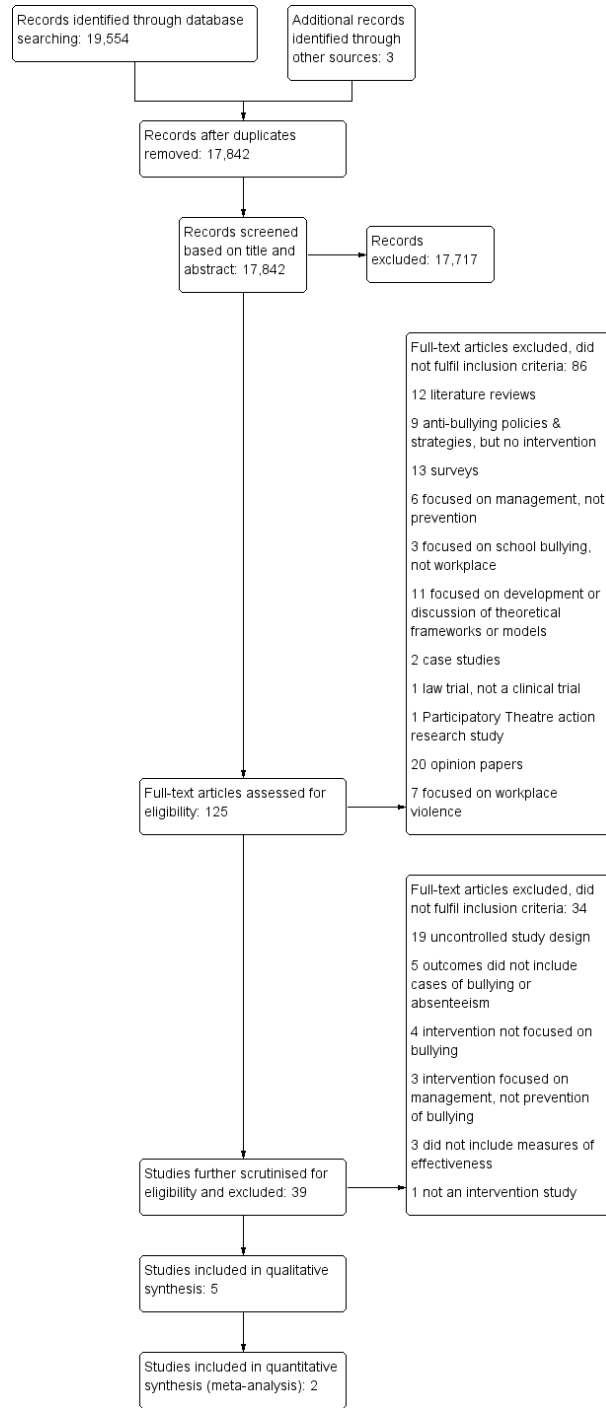 Records identified through database
searching: 19,554
Additional records
identified through
other sources: 3
Records after duplicates
removed: 17,842
Records screened
based on title and
abstract: 17,842
Records
excluded: 17,717
Full-text articles excluded, did
not fulfil inclusion criteria: 86
12 literature reviews
9 anti-bullying policies &
strategies, but no intervention
13 surveys
6 focused on management, not
prevention
3 focused on school bullying,
not workplace
11 focused on development or
discussion of theoretical
frameworks or models
2 case studies
1 law trial, not a clinical trial
1 Participatory Theatre action
research study
20 opinion papers
7 focused on workplace
violence
Full-text articles assessed for
eligibility: 125
Full-text articles excluded, did
not fulfil inclusion criteria: 34
19 uncontrolled study design
5 outcomes did not include
cases of bullying or
absenteeism
4 intervention not focused on
bullying
3 intervention focused on
management, not prevention
of bullying
3 did not include measures of
effectiveness
1 not an intervention study
Studies further scrutinised for
eligibility and excluded: 39
Studies included in qualitative
synthesis: 5
Studies included in quantitative
synthesis (meta-analysis): 2